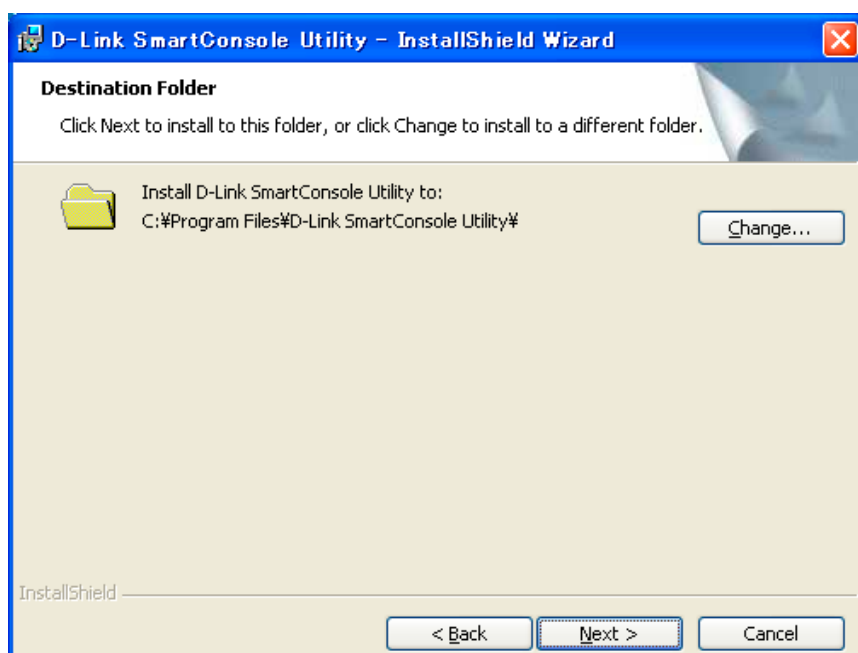 D-Link SmartConsole Utility - InstallShield Wizard
Destination Folder
Click Next to install to this folder, or click Change to install to a different folder.
Install D-Link SmartConsole Utility to:
C:¥Program Files¥D-Link SmartConsole Utility¥
Change...
InstallShield
< Back
Next >
Cancel